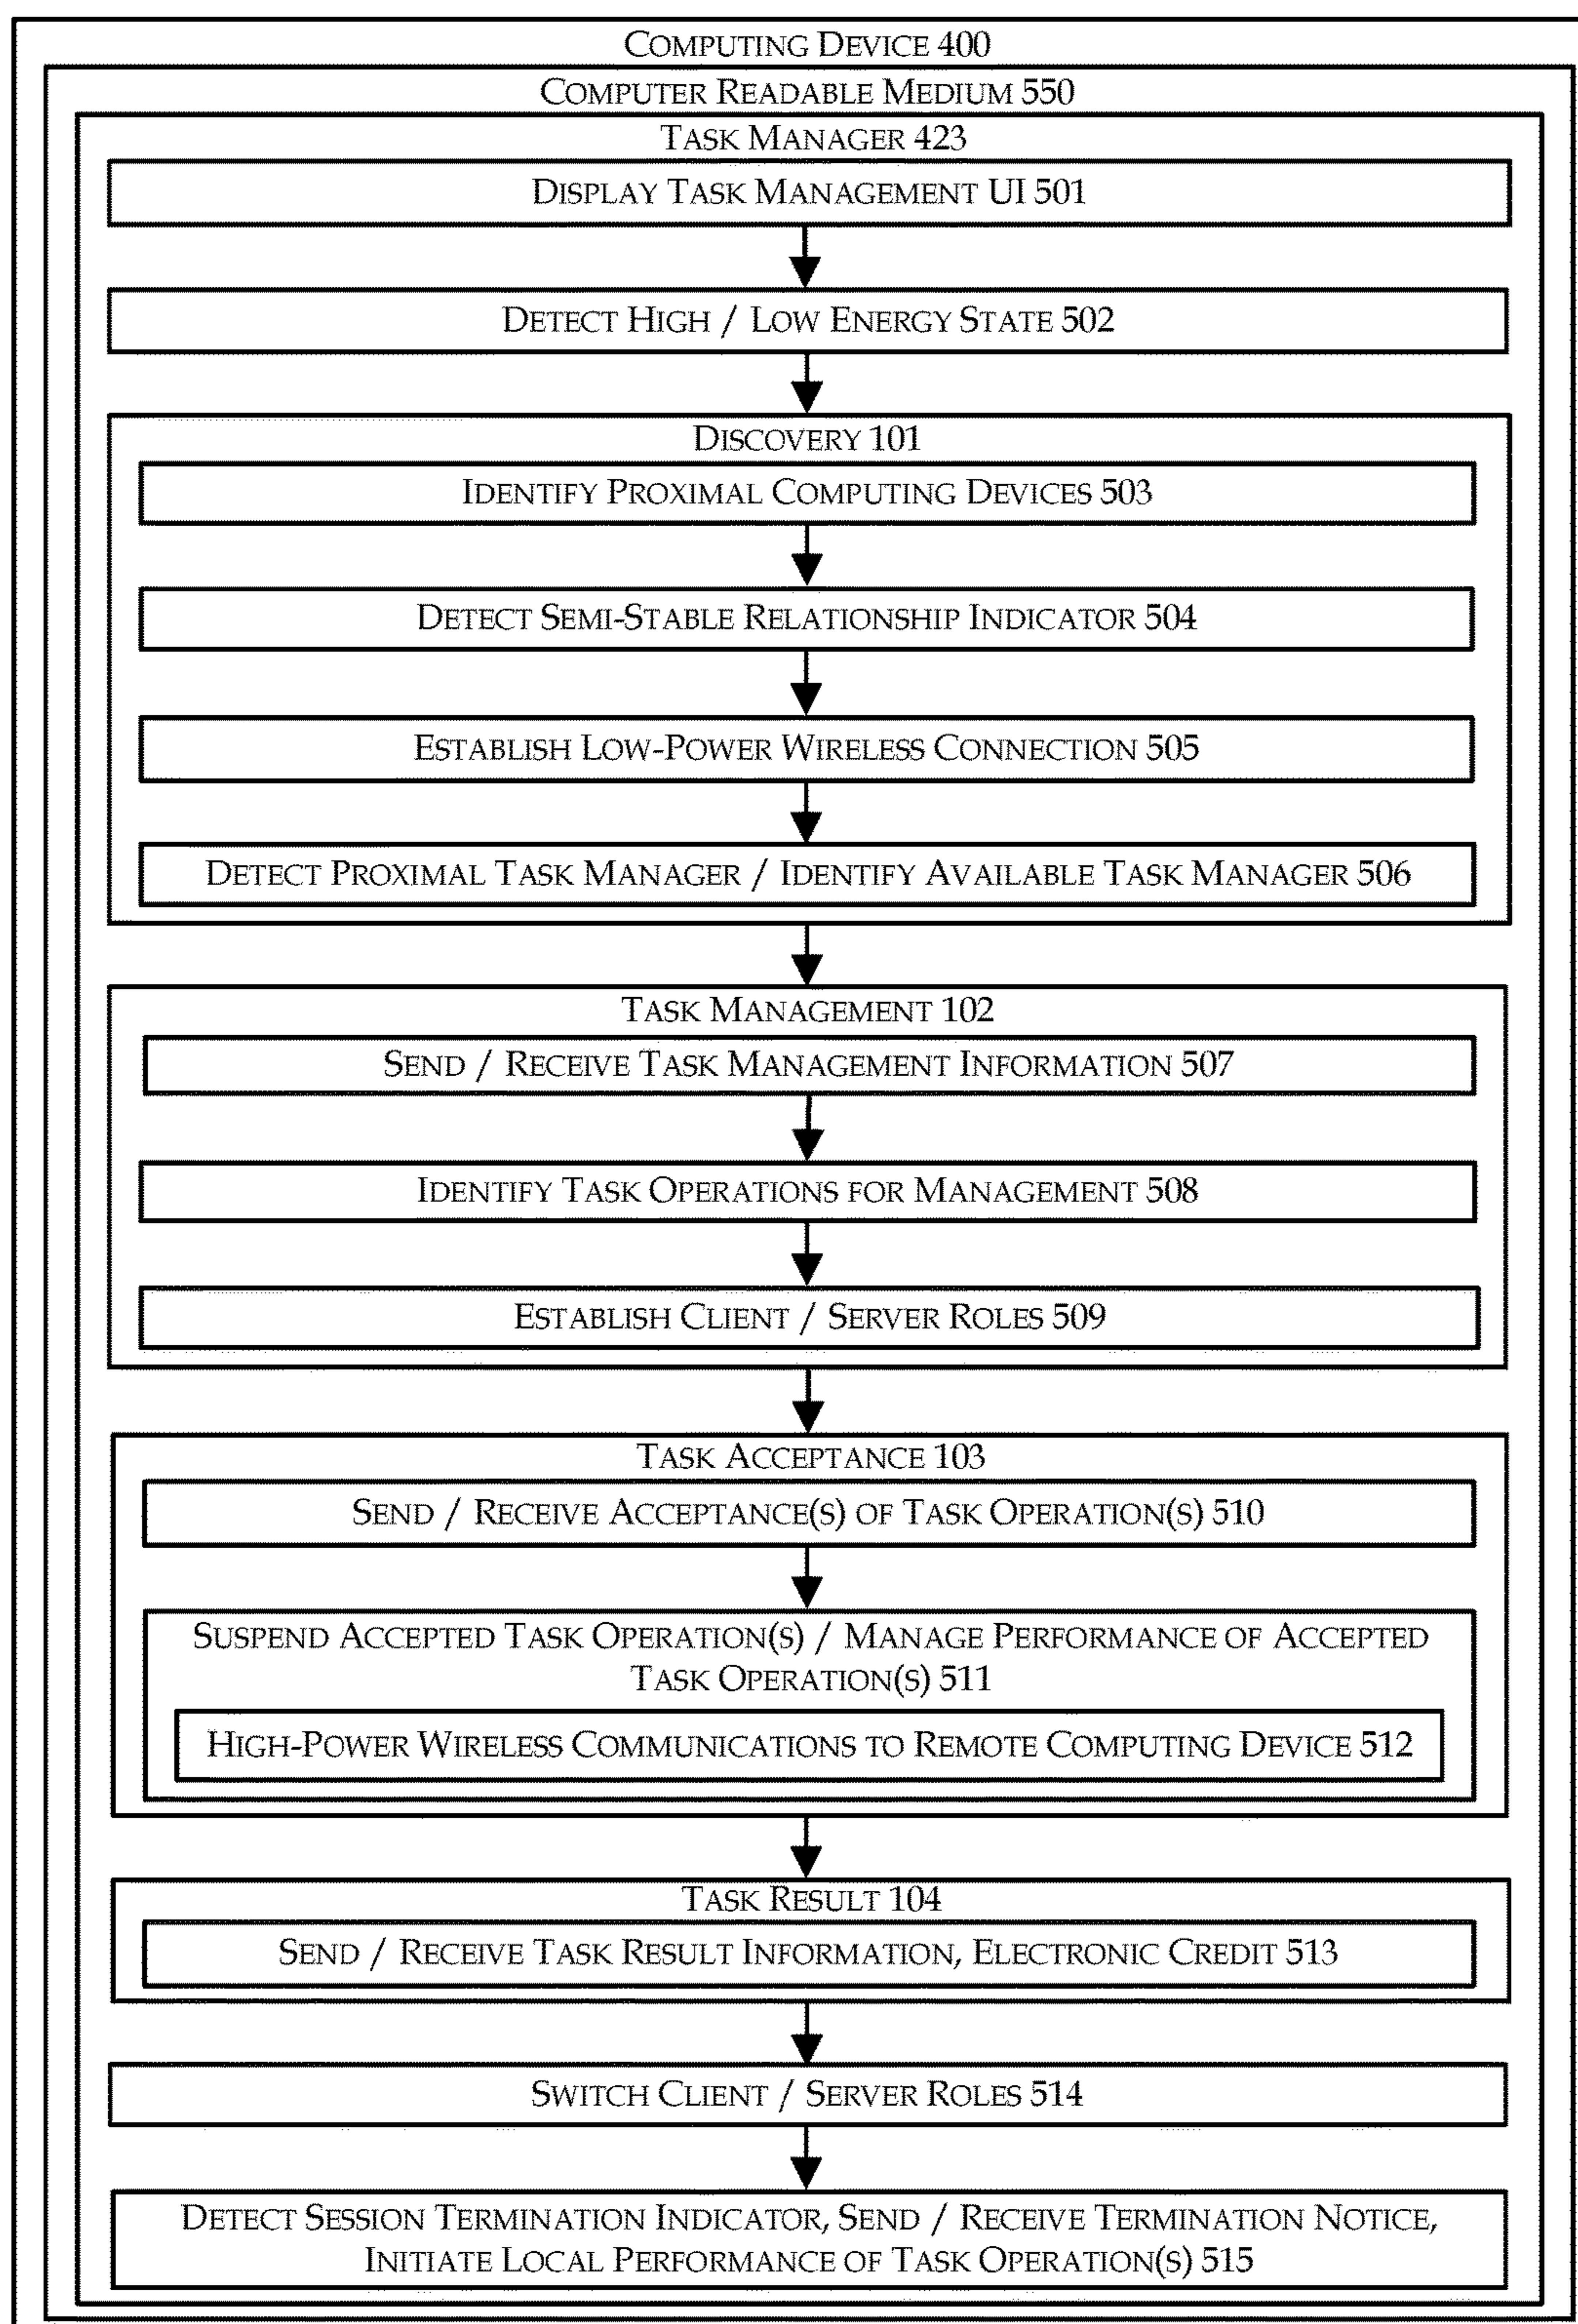 COMPUTING DEVICE 400
COMPUTER READABLE MEDIUM 550
TASK MANAGER 423
DISPLAY TASK MANAGEMENT UI 501
DETECT HIGH / LOW ENERGY STATE 502
DISCOVERY 101
IDENTIFY PROXIMAL COMPUTING DEVICES 503
DETECT SEMI-STABLE RELATIONSHIP INDICATOR 504
ESTABLISH LOW-POWER WIRELESS CONNECTION 505
DETECT PROXIMAL TASK MANAGER / IDENTIFY AVAILABLE TASK MANAGER 506
TASK MANAGEMENT 102
SEND / RECEIVE TASK MANAGEMENT INFORMATION 507
IDENTIFY TASK OPERATIONS FOR MANAGEMENT 508
ESTABLISH CLIENT / SERVER ROLES 509
TASK ACCEPTANCE 103
SEND / RECEIVE ACCEPTANCE(S) OF TASK OPERATION(S) 510
SUSPEND ACCEPTED TASK OPERATION(S) / MANAGE PERFORMANCE OF ACCEPTED
TASK OPERATION(S) 511
HIGH-POWER WIRELESS COMMUNICATIONS TO REMOTE COMPUTING DEVICE 512
TASK RESULT 104
SEND / RECEIVE TASK RESULT INFORMATION, ELECTRONIC CREDIT 513
SWITCH CLIENT / SERVER ROLES 514
DETECT SESSION TERMINATION INDICATOR, SEND / RECEIVE TERMINATION NOTICE,
INITIATE LOCAL PERFORMANCE OF TASK OPERATION(S) 515